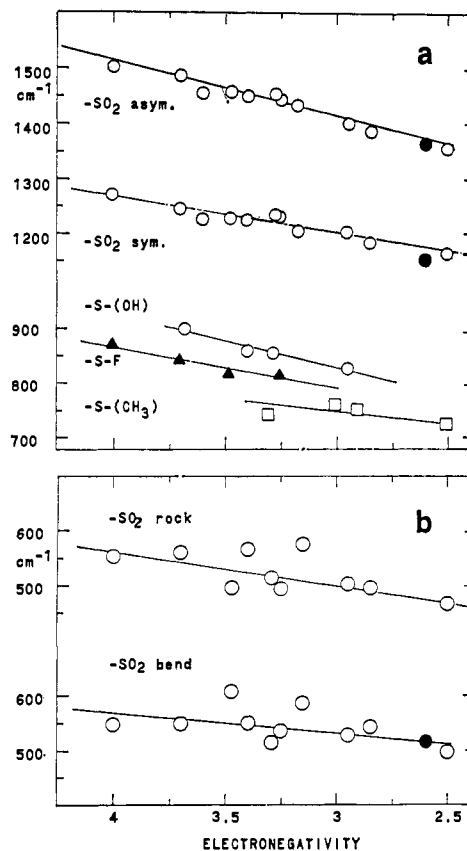 a
1500
cm⁻¹
-SO₂ asym.
1400
1300
-SO₂ sym.
1200
-S-(OH)
900
-S-F
800
-S-(CH₃)
700
b
-SO₂ rock
600
cm⁻¹
500
-SO₂ bend
600
500
4 3.5 3 2.5
ELECTRONEGATIVITY